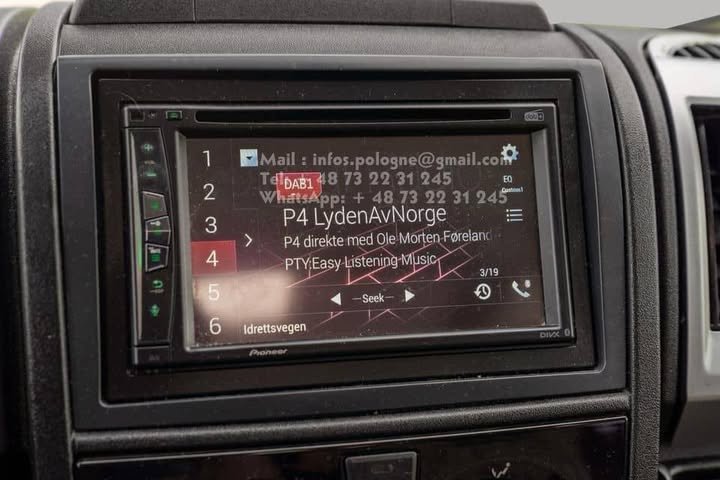 Mail : infos.pologne@gmail.com
Tel : + 48 73 22 31 245
WhatsApp: + 48 73 22 31 245
1
2
3
4
5
6
DAB1
EQ
P4 LydenAvNorge
P4 direkte med Ole Morten Føreland
PTY:Easy Listening Music
3/19
Seek
Idrettsvegen
Pioneer
DIVX